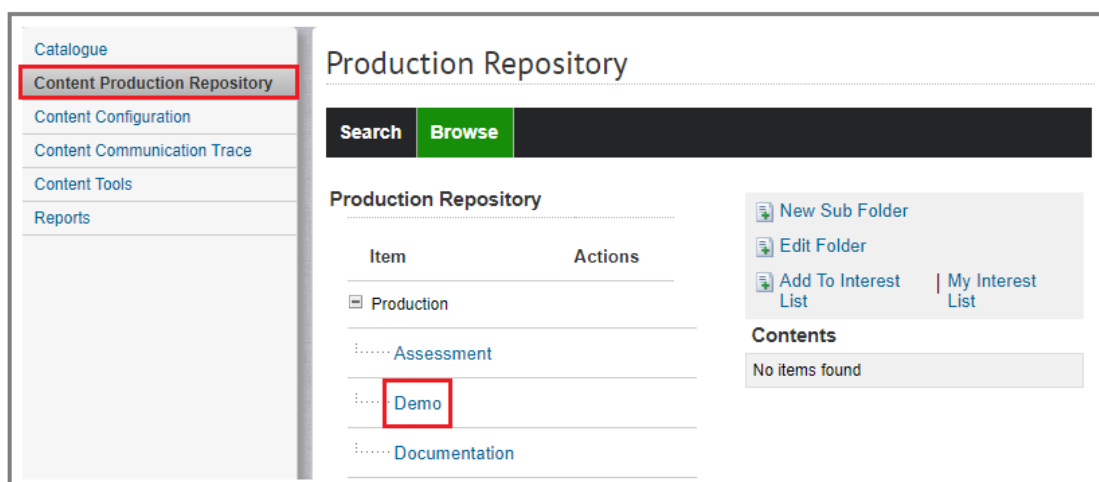 Catalogue
Content Production Repository
Content Configuration
Content Communication Trace
Content Tools
Reports
Production Repository
Search Browse
Production Repository
Item Actions
Production
Assessment
Demo
Documentation
New Sub Folder
Edit Folder
Add To Interest | My Interest
List List
Contents
No items found